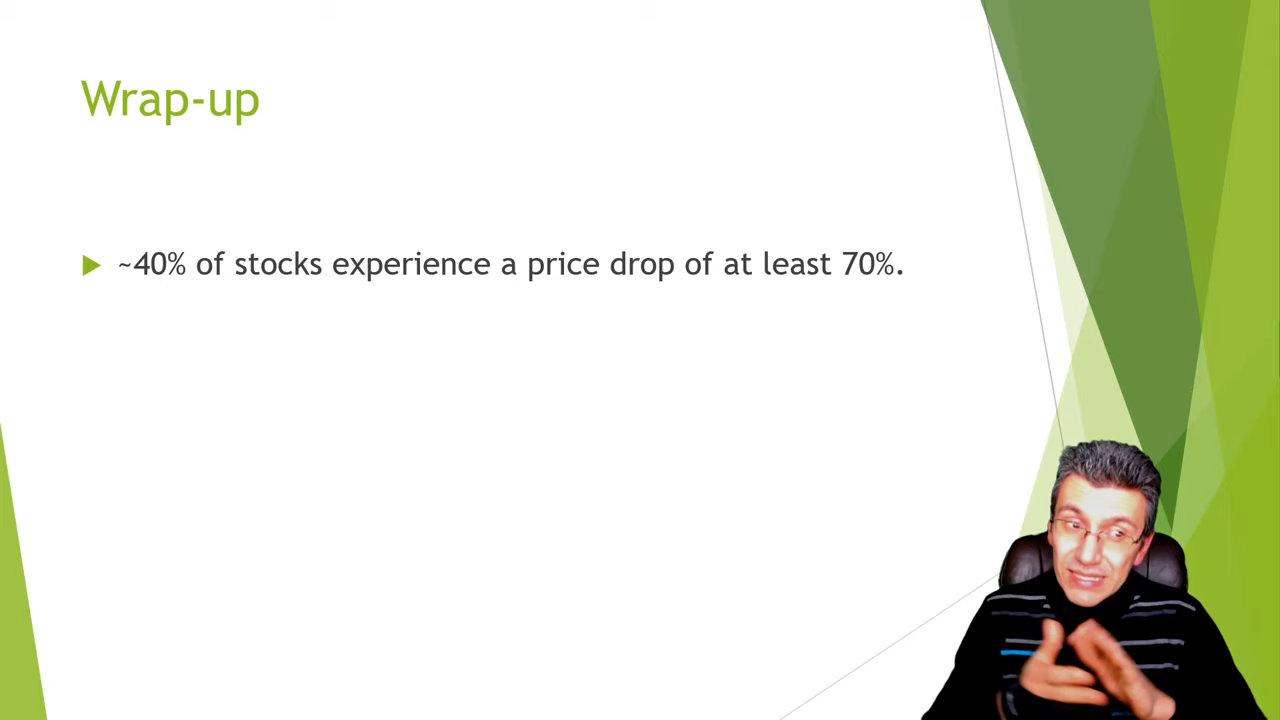 Wrap-up
~40% of stocks experience a price drop of at least 70%.